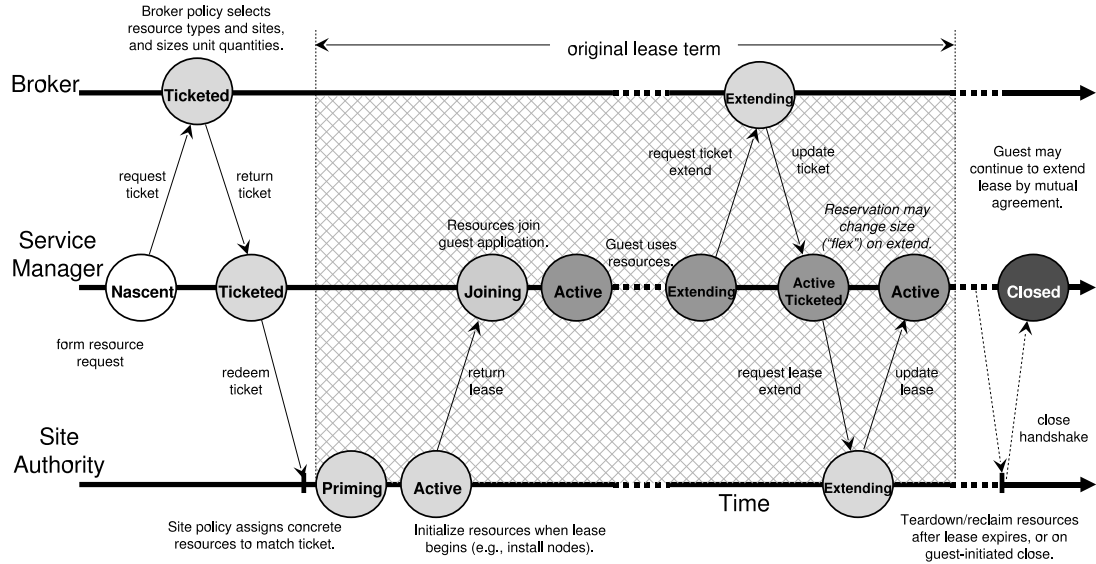 Broker policy selects
resource types and sites,
and sizes unit quantities.
original lease term
Broker
Ticketed
Extending
request
ticket
return
ticket
request ticket
extend
update
ticket
Guest may
continue to extend
lease by mutual
agreement.
Resources join
guest application.
Guest uses
resources.
Reservation may
change size
("flex") on extend.
Service
Manager
Nascent
Ticketed
Joining
Active
Extending
Active
Ticketed
Active
Closed
form resource
request
redeem
ticket
return
lease
request lease
extend
update
lease
close
handshake
Site
Authority
Priming
Active
Time
Extending
Site policy assigns concrete
resources to match ticket.
Initialize resources when lease
begins (e.g., install nodes).
Teardown/reclaim resources
after lease expires, or on
guest-initiated close.